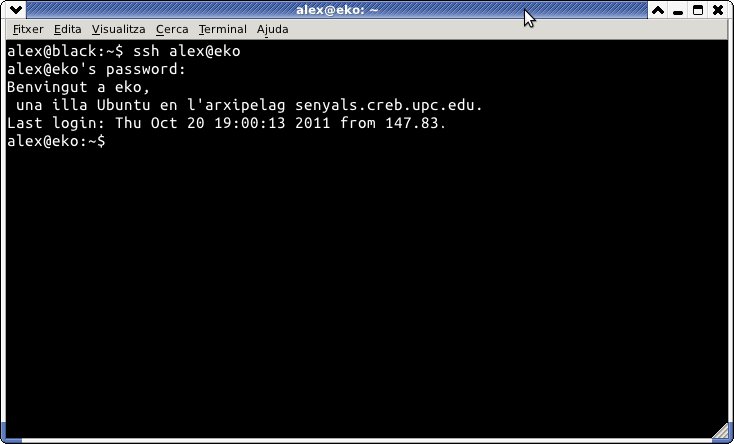 alex@eko: ~
Fitxer Edita Visualitza Cerca Terminal Ajuda
alex@black:~$ ssh alex@eko
alex@eko's password:
Benvingut a eko,
 una illa Ubuntu en l'arxipelag senyals.creb.upc.edu.
Last login: Thu Oct 20 19:00:13 2011 from 147.83.
alex@eko:~$